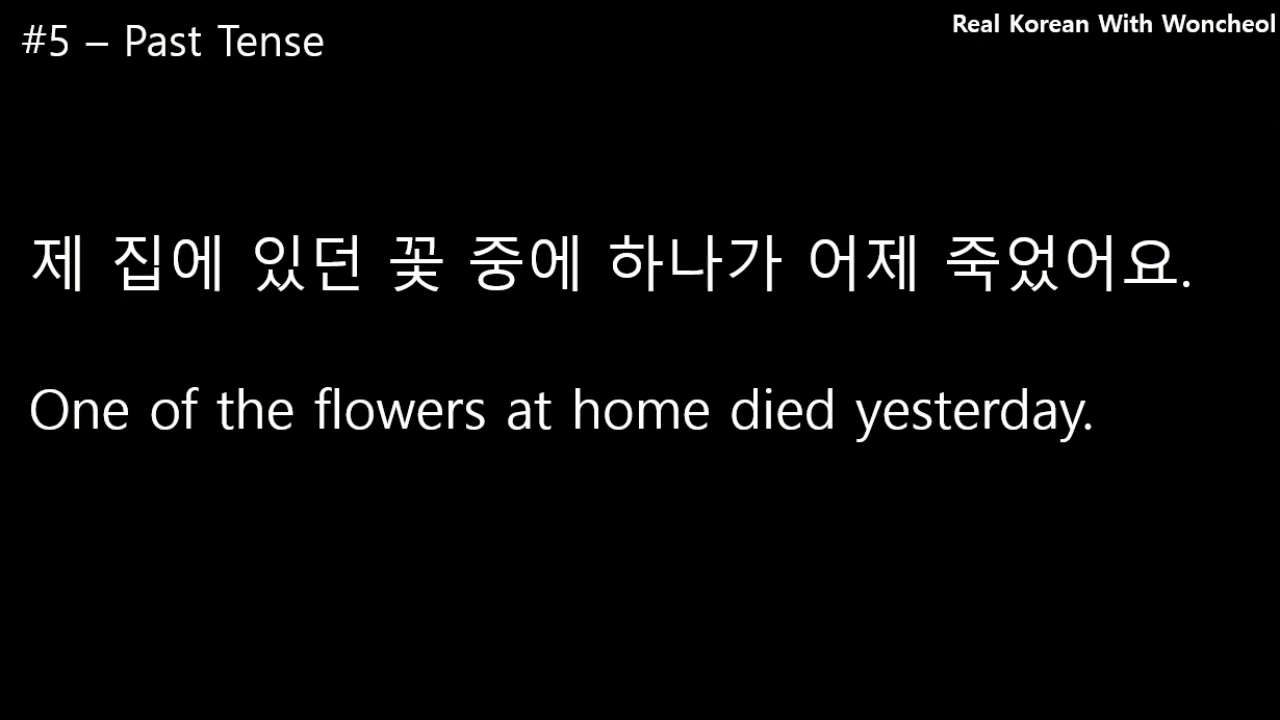 #5 – Past Tense
Real Korean With Woncheol
제 집에 있던 꽃 중에 하나가 어제 죽었어요.
One of the flowers at home died yesterday.